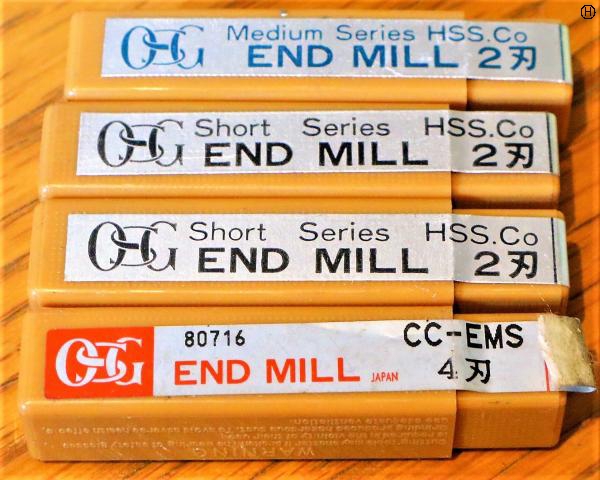 H
OSG Medium Series HSS.Co
END MILL 2刃
OSG Short Series HSS.Co
END MILL 2刃
OSG Short Series HSS.Co
END MILL 2刃
OSG 80716 CC-EMS
END MILL JAPAN 4刃
WARNING